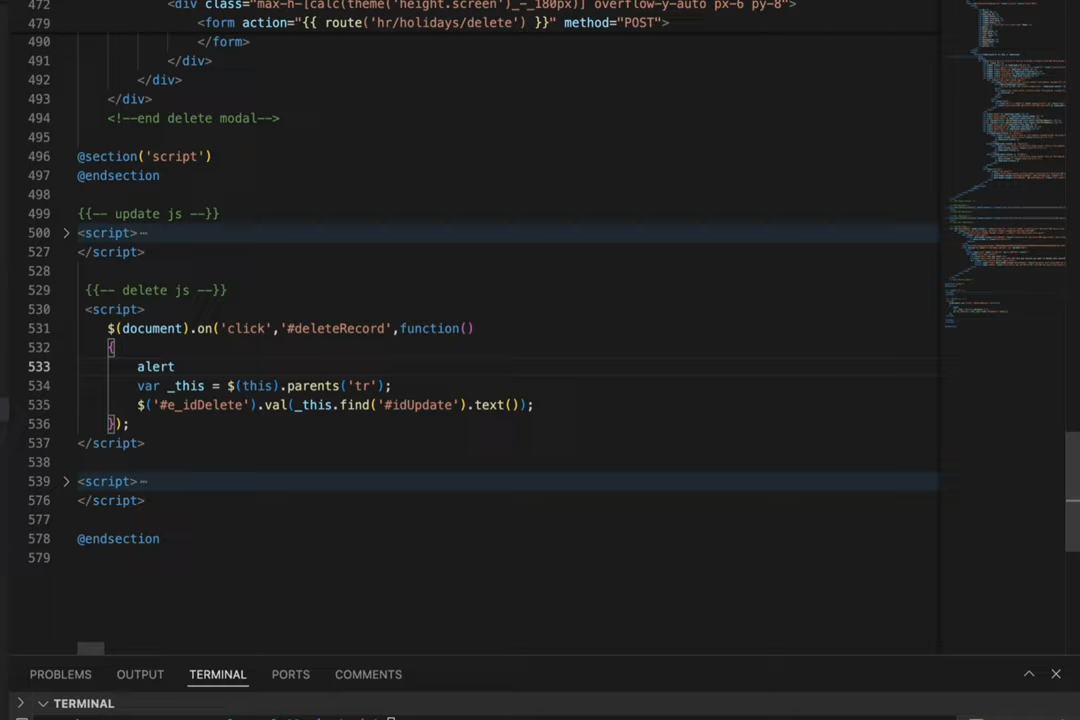 472 <div class="max-h-[calc(theme('height.screen')_-_180px)] overflow-y-auto px-6 py-8">
473 <form action="{{ route('hr/holidays/delete') }}" method="POST">
490 </form>
491 </div>
492 </div>
493 </div>
494 <!--end delete modal-->
495
496 @section('script')
497 @endsection
498
499 {{-- update js --}}
500 <script>⋯
527 </script>
528
529 {{-- delete js --}}
530 <script>
531 $(document).on('click','#deleteRecord',function()
532 {
533 alert
534 var _this = $(this).parents('tr');
535 $('#e_idDelete').val(_this.find('#idUpdate').text());
536 });
537 </script>
538
539 <script>⋯
576 </script>
577
578 @endsection
579
PROBLEMS OUTPUT TERMINAL PORTS COMMENTS
TERMINAL